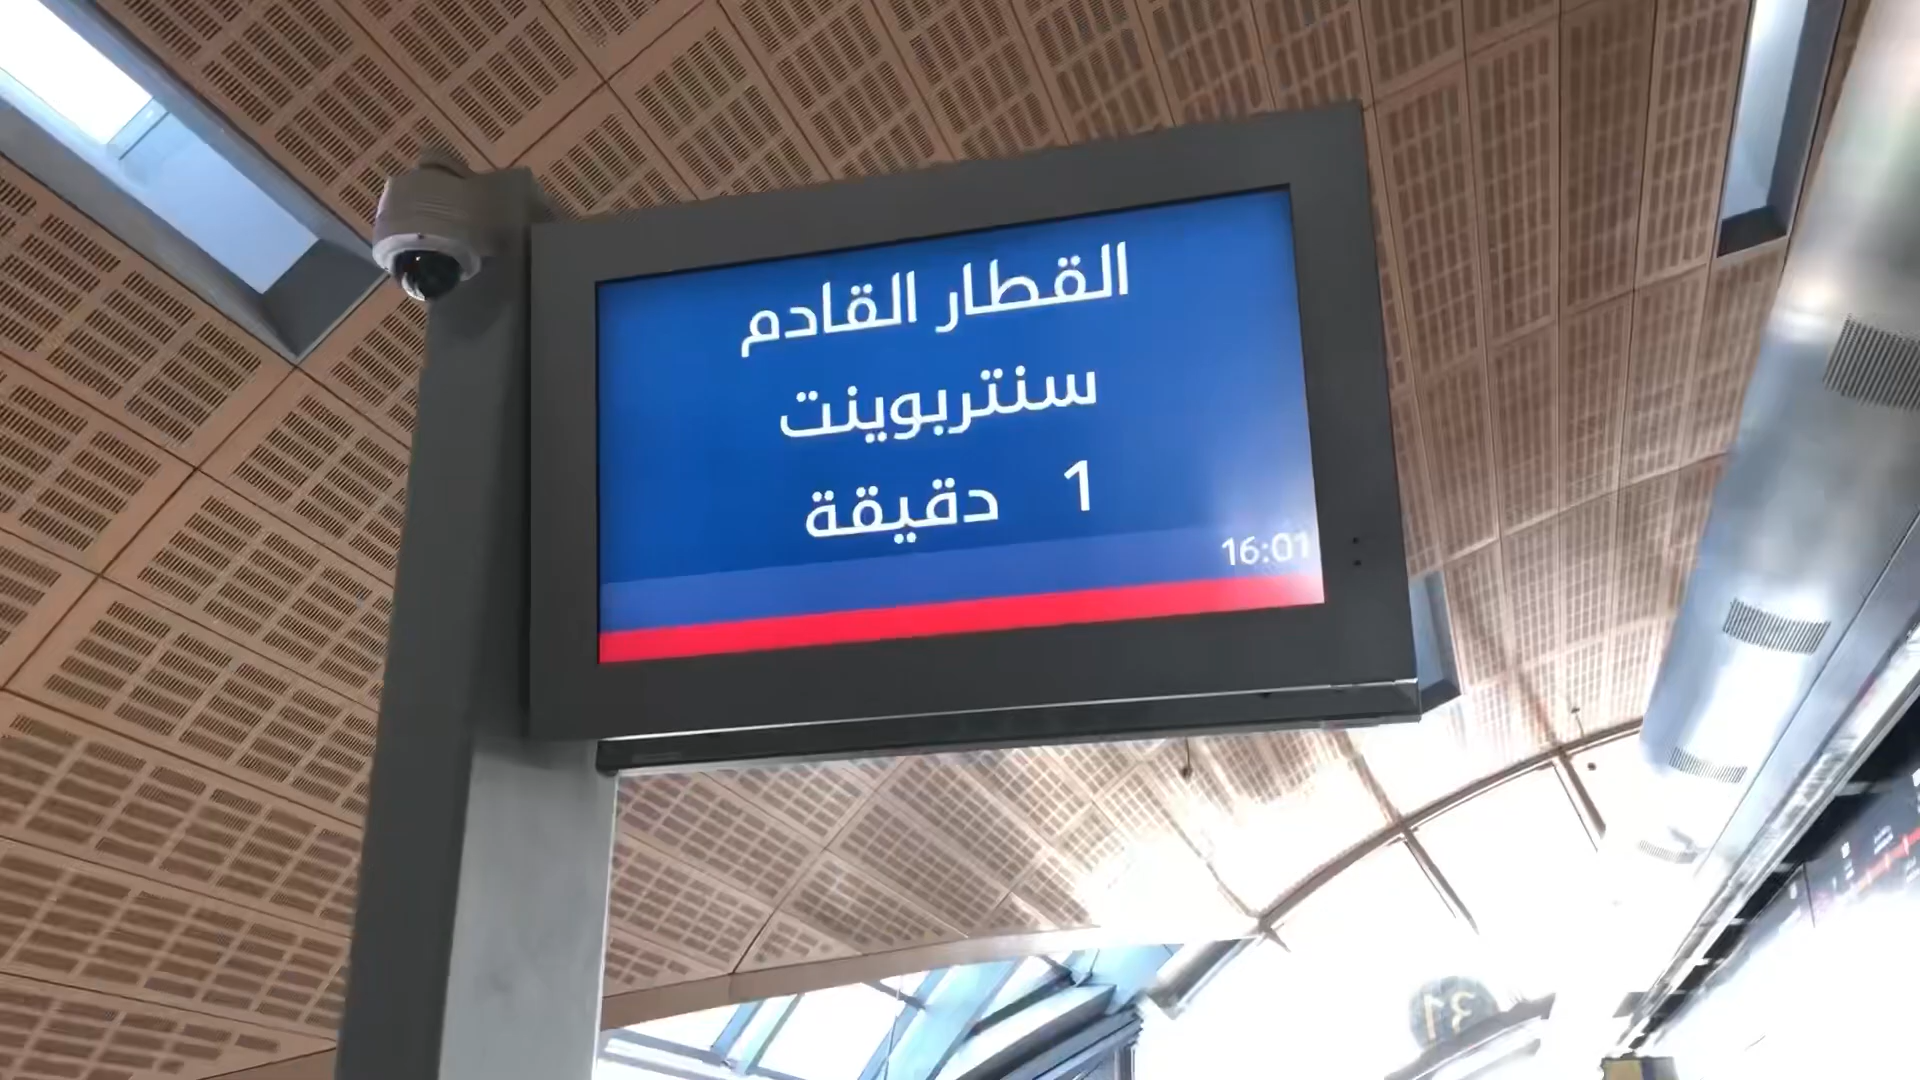 القطار القادم
سنتربوينت
1 دقيقة
16:01